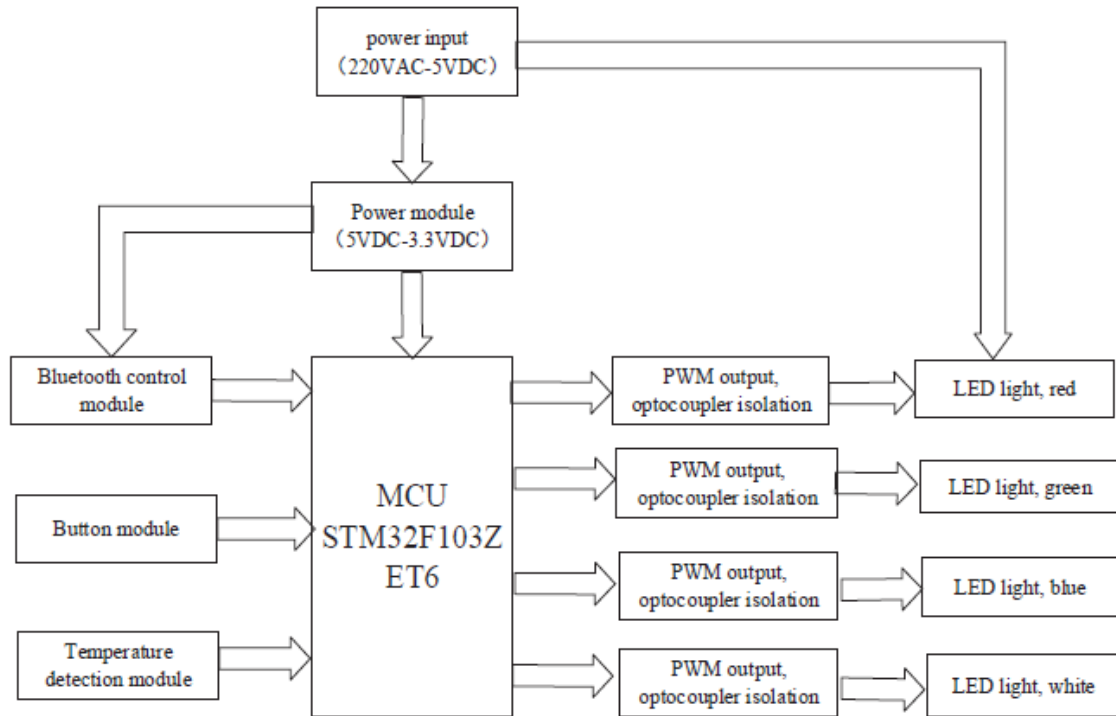 power input
（220VAC-5VDC）
Power module
（5VDC-3.3VDC）
Bluetooth control
module
Button module
Temperature
detection module
MCU
STM32F103Z
ET6
PWM output,
optocoupler isolation
LED light, red
PWM output,
optocoupler isolation
LED light, green
PWM output,
optocoupler isolation
LED light, blue
PWM output,
optocoupler isolation
LED light, white